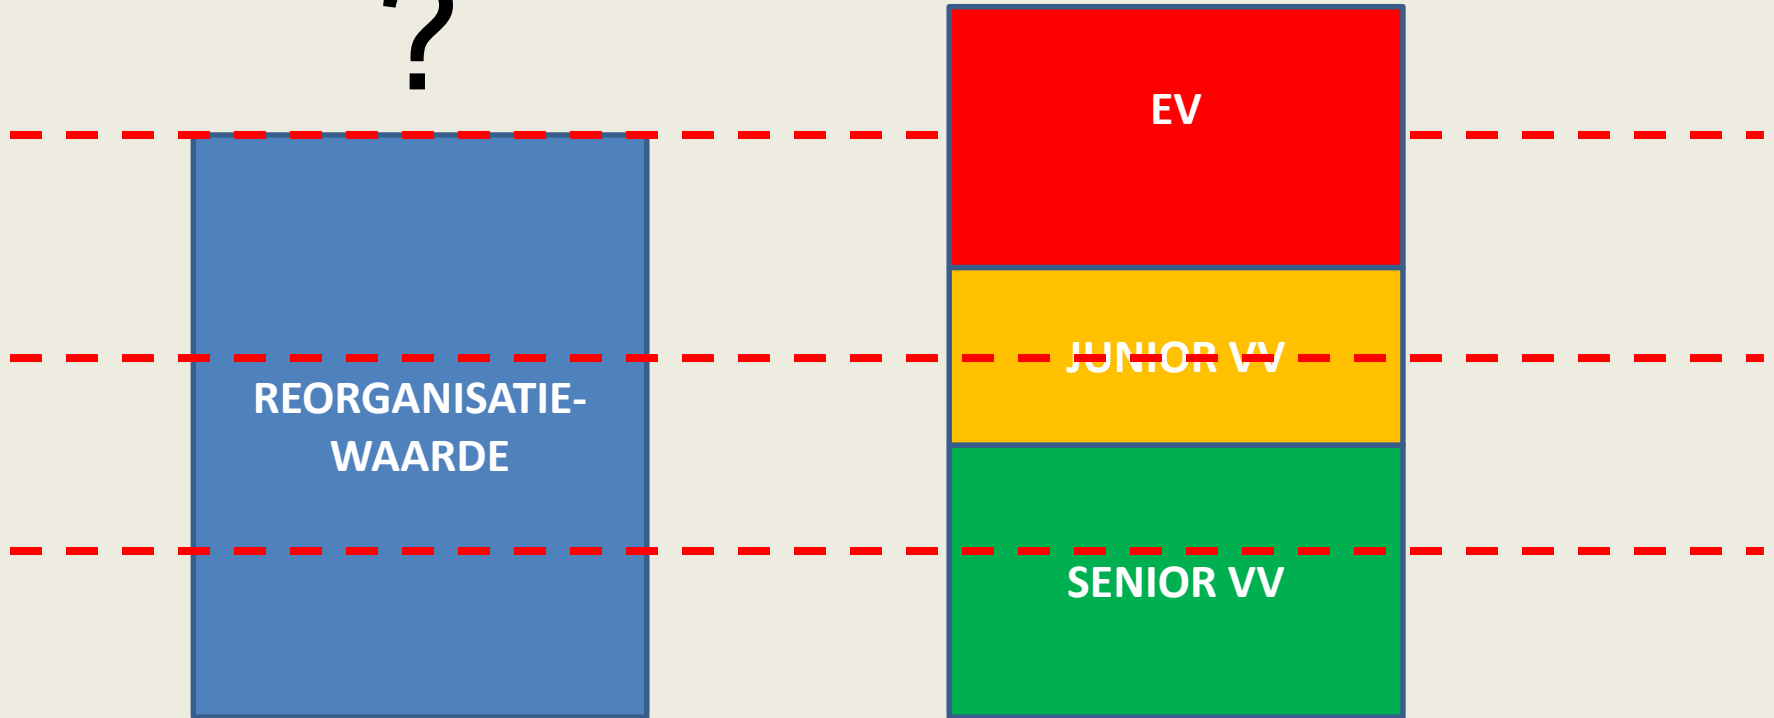 ?
EV
JUNIOR VV
REORGANISATIE-
WAARDE
SENIOR VV